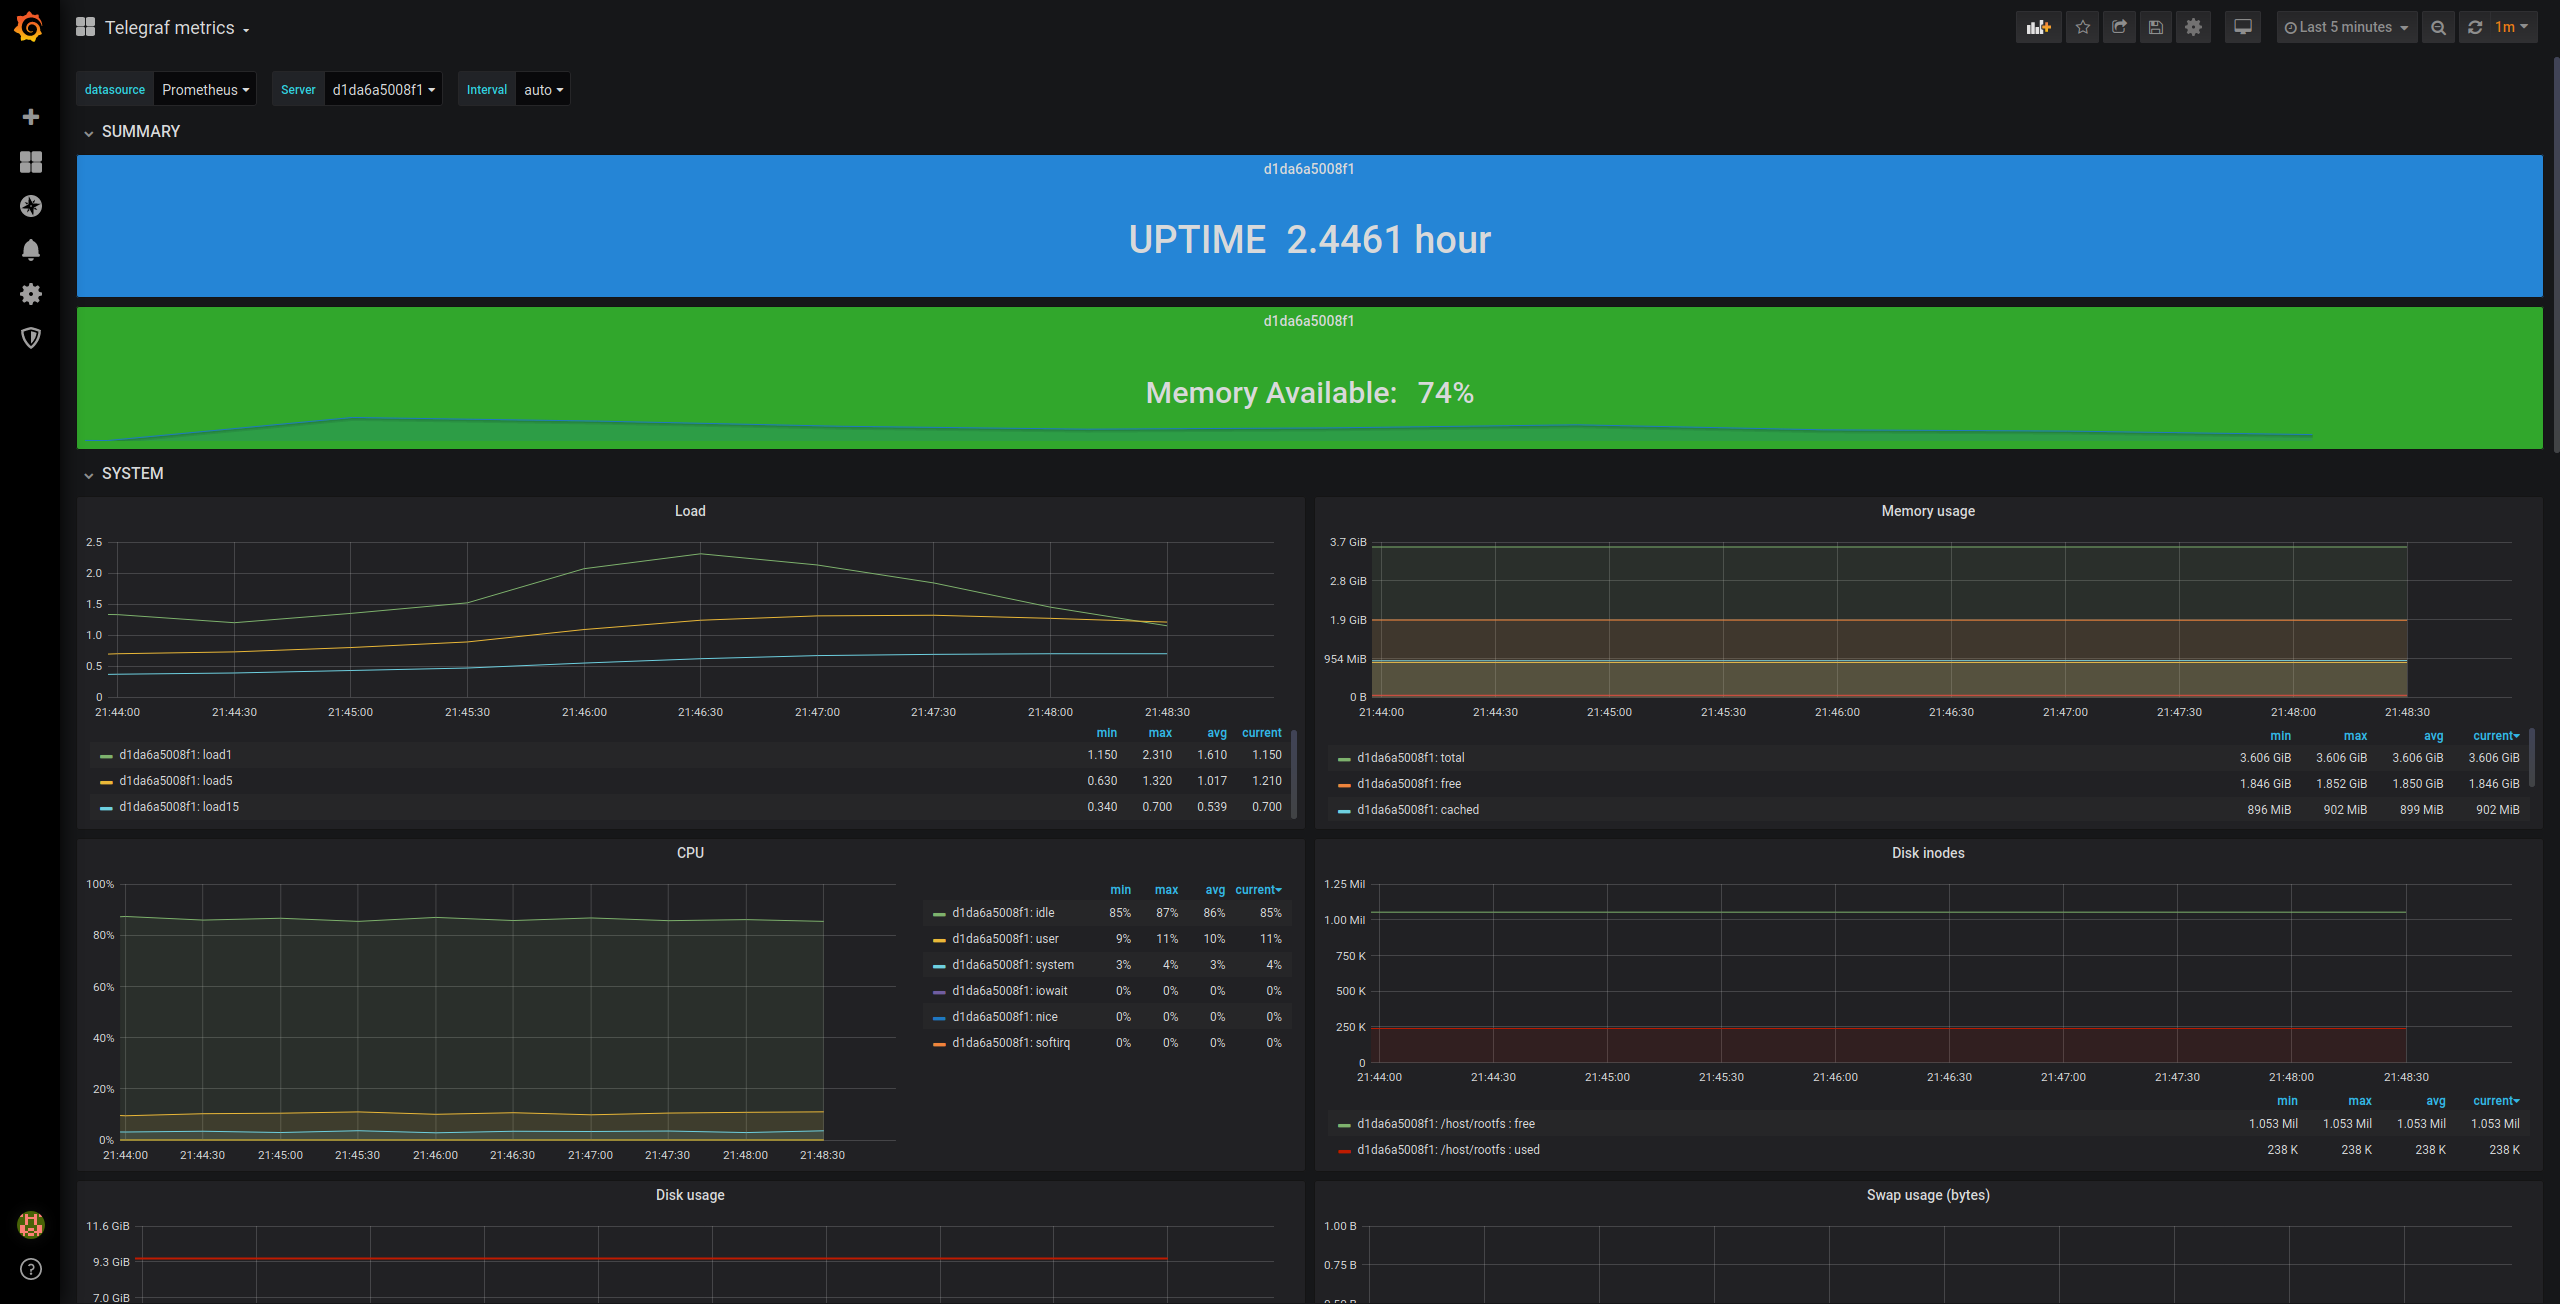 Telegraf metrics
Last 5 minutes
1m
datasource Prometheus Server d1da6a5008f1 Interval auto
SUMMARY
d1da6a5008f1
UPTIME 2.4461 hour
d1da6a5008f1
Memory Available: 74%
SYSTEM
Load
2.5
2.0
1.5
1.0
0.5
0
21:44:00 21:44:30 21:45:00 21:45:30 21:46:00 21:46:30 21:47:00 21:47:30 21:48:00 21:48:30
min max avg current
d1da6a5008f1: load1 1.150 2.310 1.610 1.150
d1da6a5008f1: load5 0.630 1.320 1.017 1.210
d1da6a5008f1: load15 0.340 0.700 0.539 0.700
Memory usage
3.7 GiB
2.8 GiB
1.9 GiB
954 MiB
0 B
21:44:00 21:44:30 21:45:00 21:45:30 21:46:00 21:46:30 21:47:00 21:47:30 21:48:00 21:48:30
min max avg current
d1da6a5008f1: total 3.606 GiB 3.606 GiB 3.606 GiB 3.606 GiB
d1da6a5008f1: free 1.846 GiB 1.852 GiB 1.850 GiB 1.846 GiB
d1da6a5008f1: cached 896 MiB 902 MiB 899 MiB 902 MiB
CPU
100%
80%
60%
40%
20%
0%
21:44:00 21:44:30 21:45:00 21:45:30 21:46:00 21:46:30 21:47:00 21:47:30 21:48:00 21:48:30
min max avg current
d1da6a5008f1: idle 85% 87% 86% 85%
d1da6a5008f1: user 9% 11% 10% 11%
d1da6a5008f1: system 3% 4% 3% 4%
d1da6a5008f1: iowait 0% 0% 0% 0%
d1da6a5008f1: nice 0% 0% 0% 0%
d1da6a5008f1: softirq 0% 0% 0% 0%
Disk inodes
1.25 Mil
1.00 Mil
750 K
500 K
250 K
0
21:44:00 21:44:30 21:45:00 21:45:30 21:46:00 21:46:30 21:47:00 21:47:30 21:48:00 21:48:30
min max avg current
d1da6a5008f1: /host/rootfs : free 1.053 Mil 1.053 Mil 1.053 Mil 1.053 Mil
d1da6a5008f1: /host/rootfs : used 238 K 238 K 238 K 238 K
Disk usage
11.6 GiB
9.3 GiB
7.0 GiB
Swap usage (bytes)
1.00 B
0.75 B
0.50 B